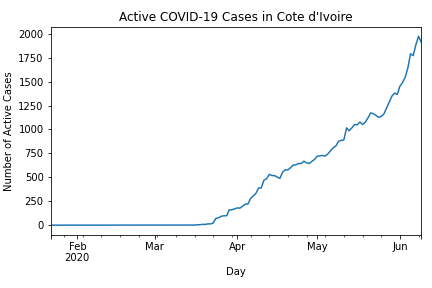 Active COVID-19 Cases in Cote d'Ivoire
2000
1750
1500
1250
1000
750
500
250
0
Number of Active Cases
Feb Mar Apr May Jun
2020
Day